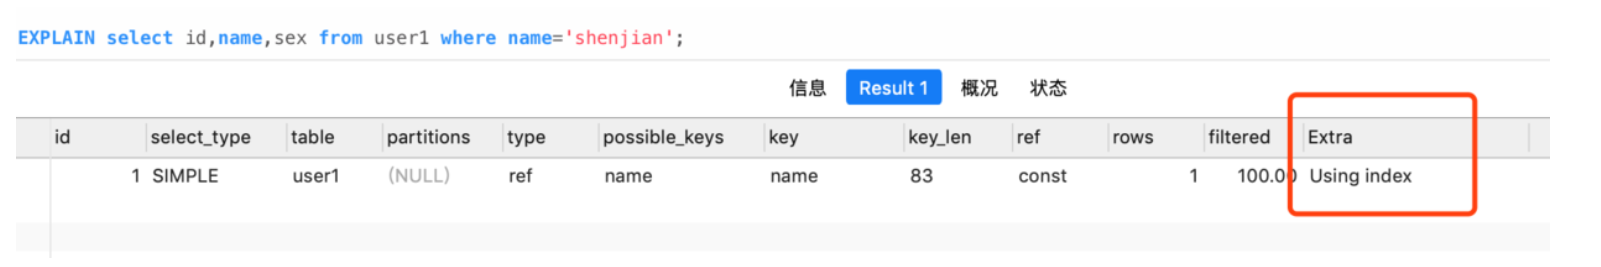 EXPLAIN select id,name,sex from user1 where name='shenjian';
信息 Result 1 概况 状态
id select_type table partitions type possible_keys key key_len ref rows filtered Extra
1 SIMPLE user1 (NULL) ref name name 83 const 1 100.00 Using index